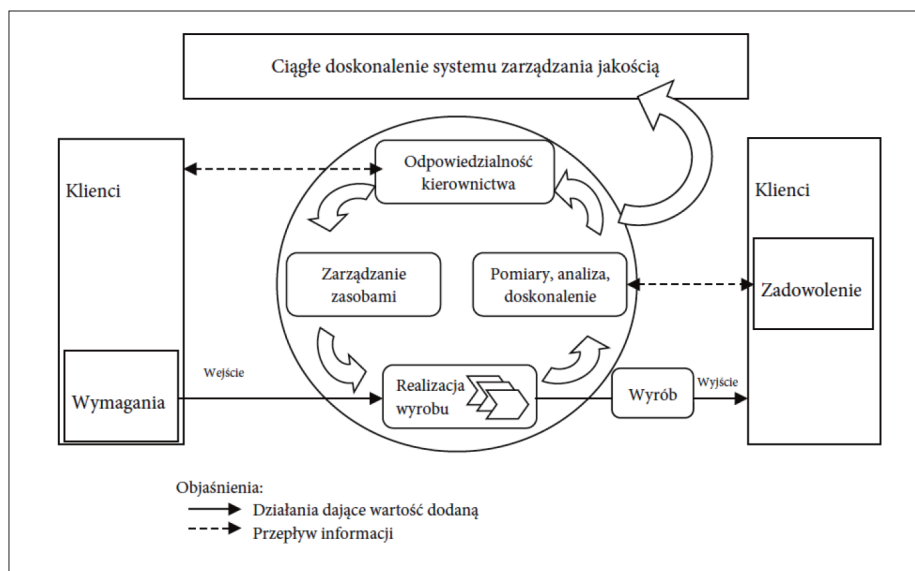 Ciągłe doskonalenie systemu zarządzania jakością
Klienci
Odpowiedzialność
kierownictwa
Klienci
Zarządzanie
zasobami
Pomiary, analiza,
doskonalenie
Zadowolenie
Wymagania
Wejście
Realizacja
wyrobu
Wyrób
Wyjście
Objaśnienia:
Działania dające wartość dodaną
Przepływ informacji